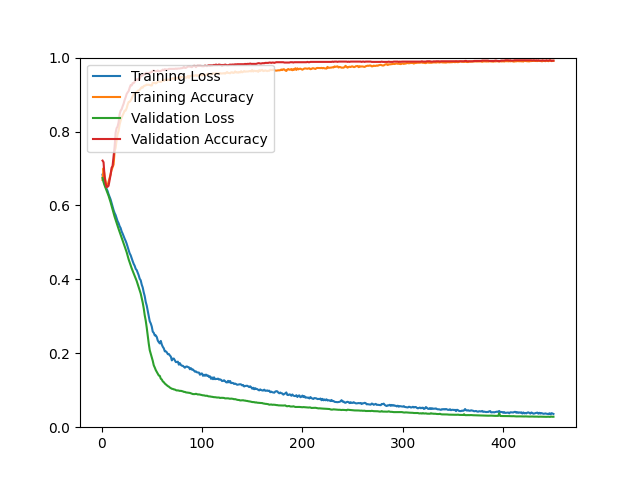 1.0
0.8
0.6
0.4
0.2
0.0
Training Loss
Training Accuracy
Validation Loss
Validation Accuracy
0 100 200 300 400